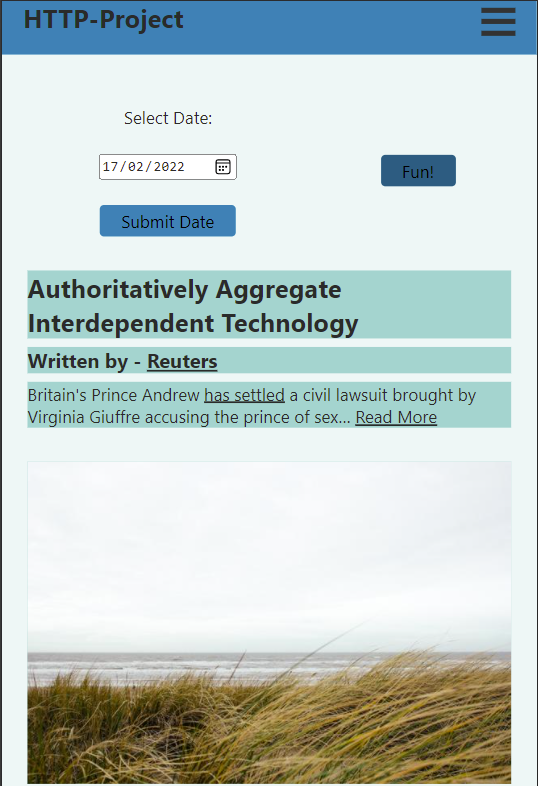 HTTP-Project
Select Date:
17/02/2022
Fun!
Submit Date
Authoritatively Aggregate
Interdependent Technology
Written by - Reuters
Britain's Prince Andrew has settled a civil lawsuit brought by
Virginia Giuffre accusing the prince of sex... Read More